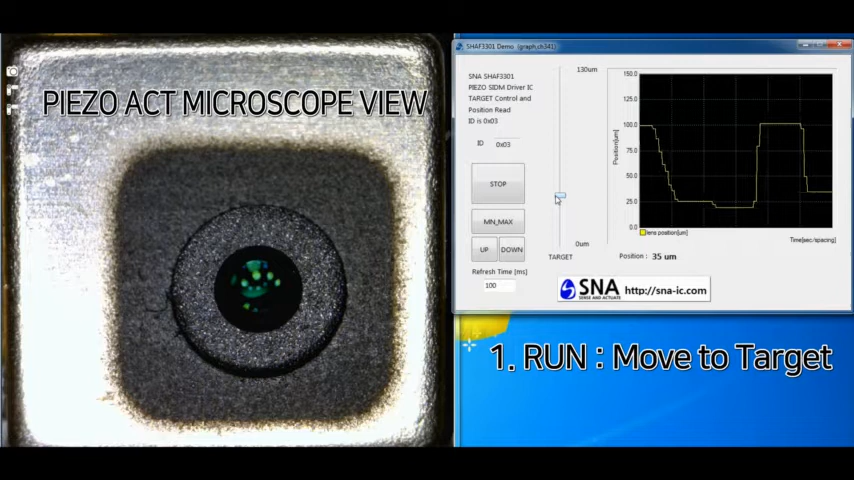 PIEZO ACT MICROSCOPE VIEW
SHAF3301 Demo (graph,ch341)
SNA SHAF3301
PIEZO SIDM Driver IC
TARGET Control and
Position Read
ID is 0x03
ID 0x03
STOP
MN_MAX
UP DOWN
Refresh Time [ms]
100
130um
0um
TARGET
Position[um]
150.0
125.0
100.0
75.0
50.0
25.0
0.0
lens position[um]
Time[sec/spacing]
Position : 35 um
SNA http://sna-ic.com
SENSE AND ACTUATE
1. RUN : Move to Target